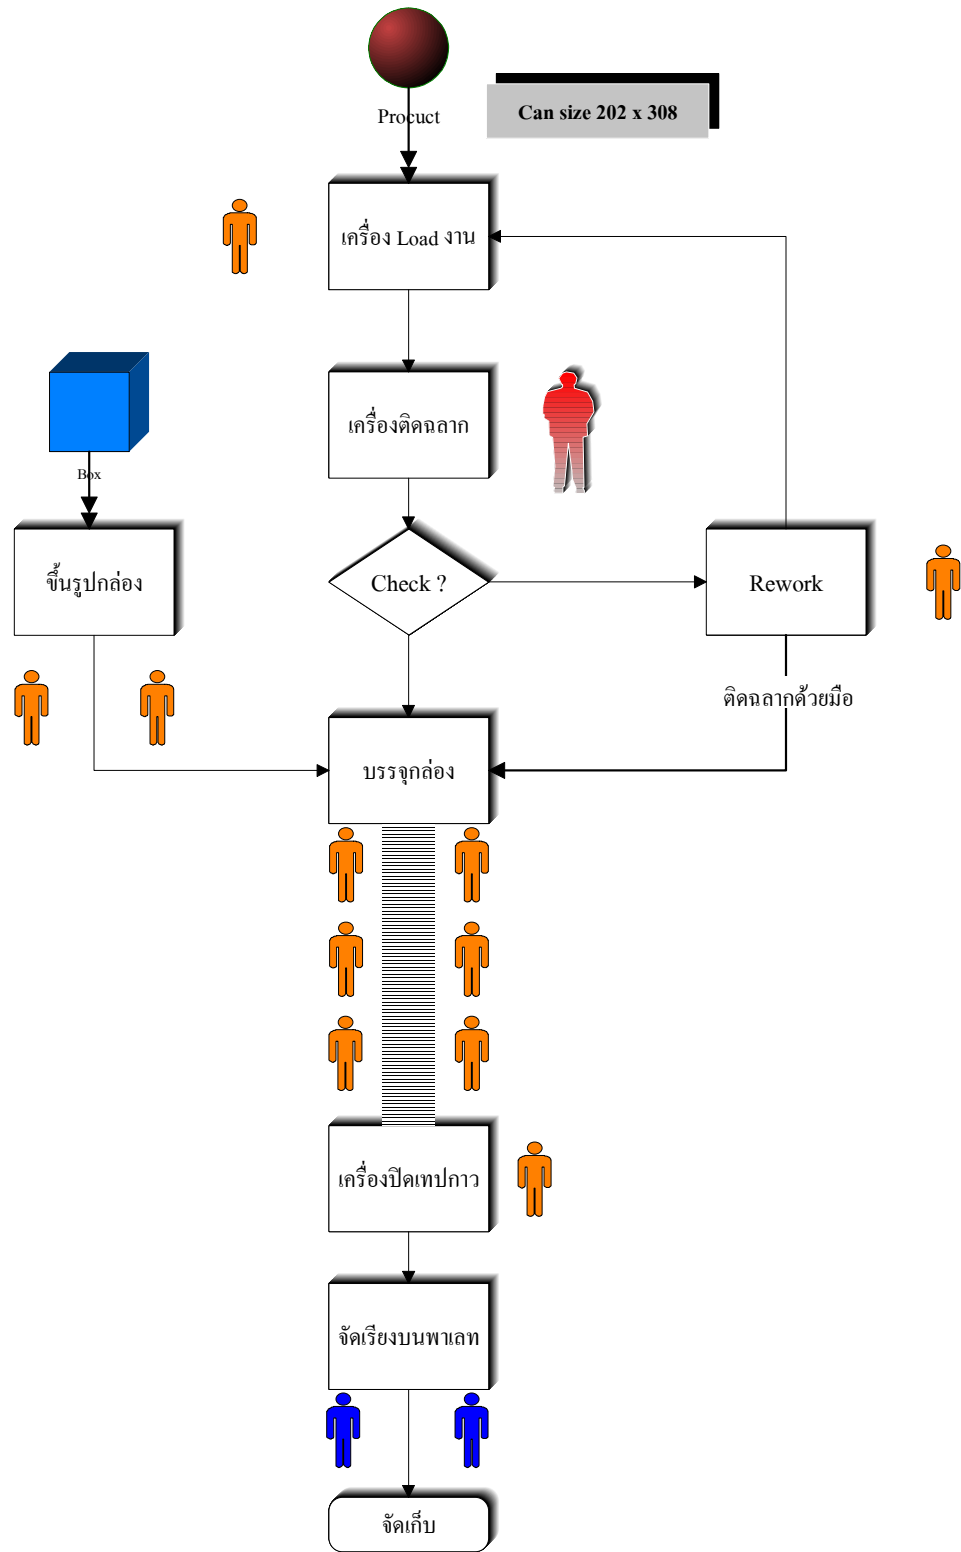 Procuct
Can size 202 x 308
เครื่อง Load งาน
เครื่องติดฉลาก
Box
ขึ้นรูปกล่อง
Check ?
Rework
ติดฉลากด้วยมือ
บรรจุกล่อง
เครื่องปิดเทปกาว
จัดเรียงบนพาเลท
จัดเก็บ